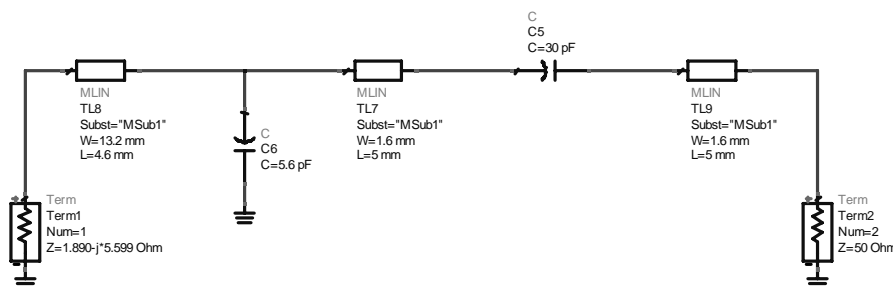 C
C5
C=30 pF
MLIN
TL8
Subst="MSub1"
W=13.2 mm
L=4.6 mm
C
C6
C=5.6 pF
MLIN
TL7
Subst="MSub1"
W=1.6 mm
L=5 mm
MLIN
TL9
Subst="MSub1"
W=1.6 mm
L=5 mm
Term
Term1
Num=1
Z=1.890-j*5.599 Ohm
Term
Term2
Num=2
Z=50 Ohm